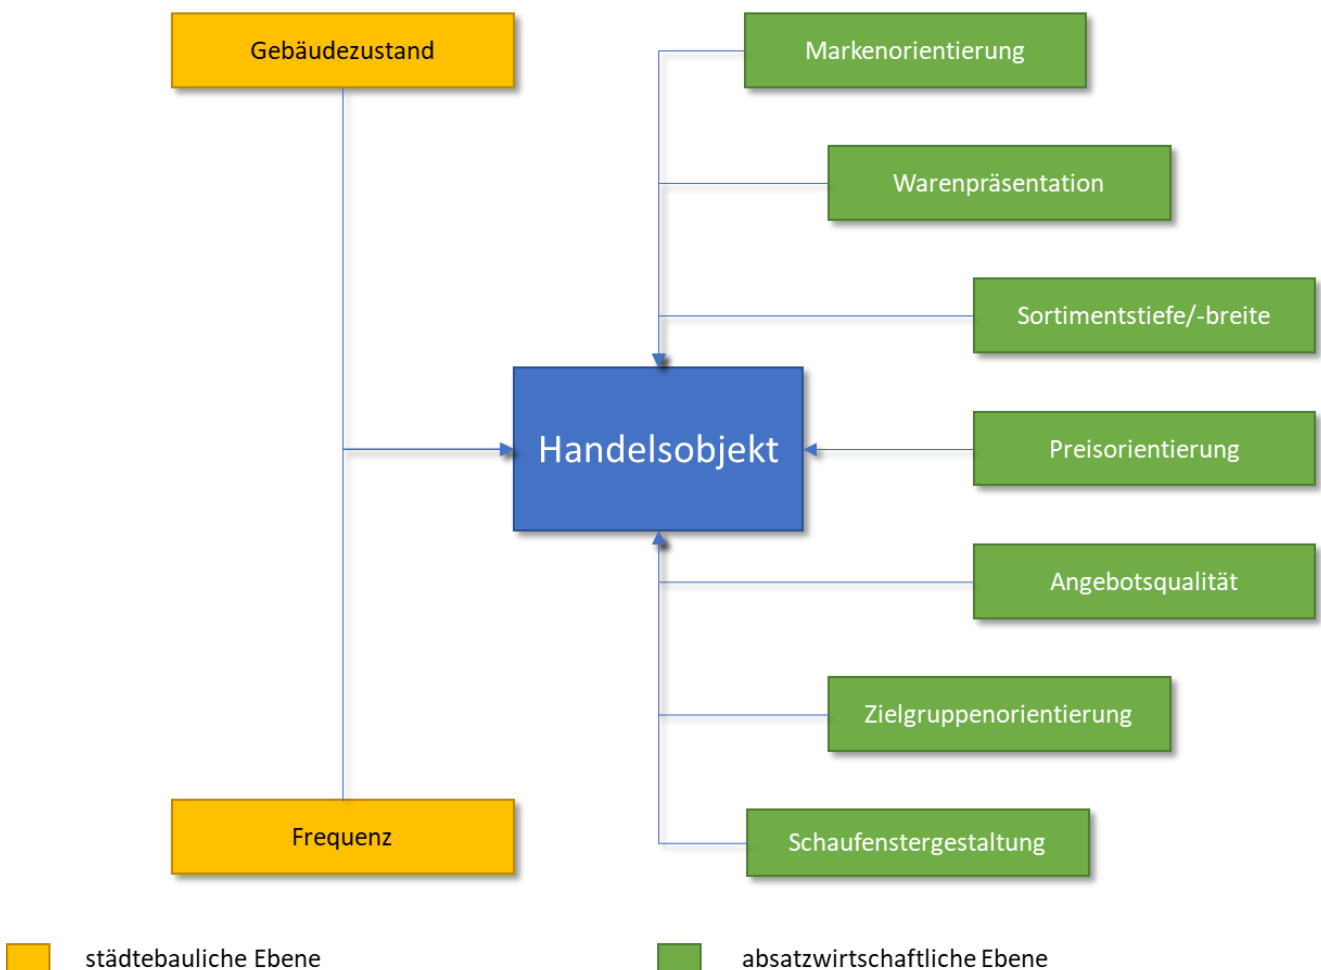 Gebäudezustand
Markenorientierung
Warenpräsentation
Sortimentstiefe/-breite
Handelsobjekt
Preisorientierung
Angebotsqualität
Zielgruppenorientierung
Frequenz
Schaufenstergestaltung
städtebauliche Ebene
absatzwirtschaftliche Ebene